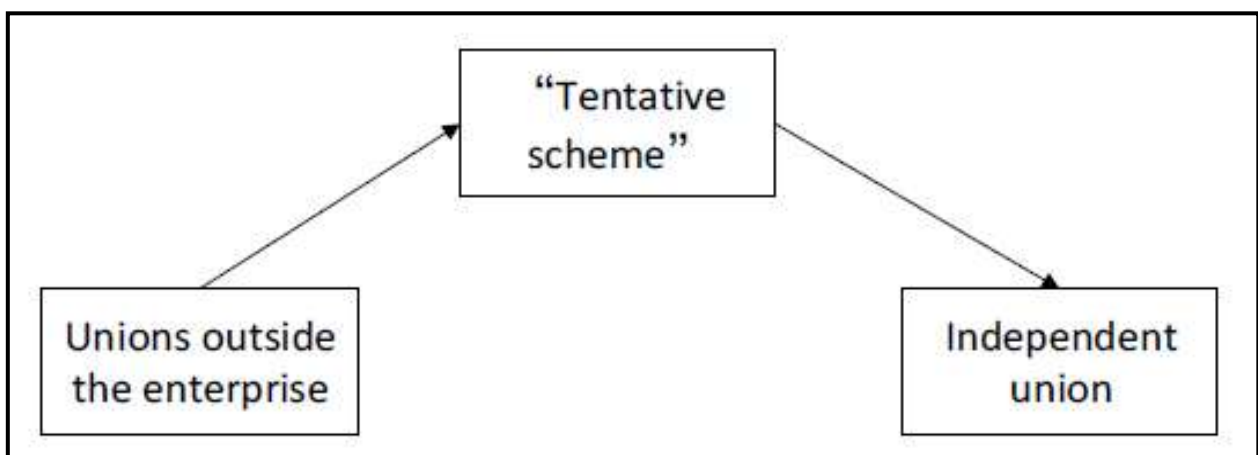 “Tentative
scheme”
Unions outside
the enterprise
Independent
union